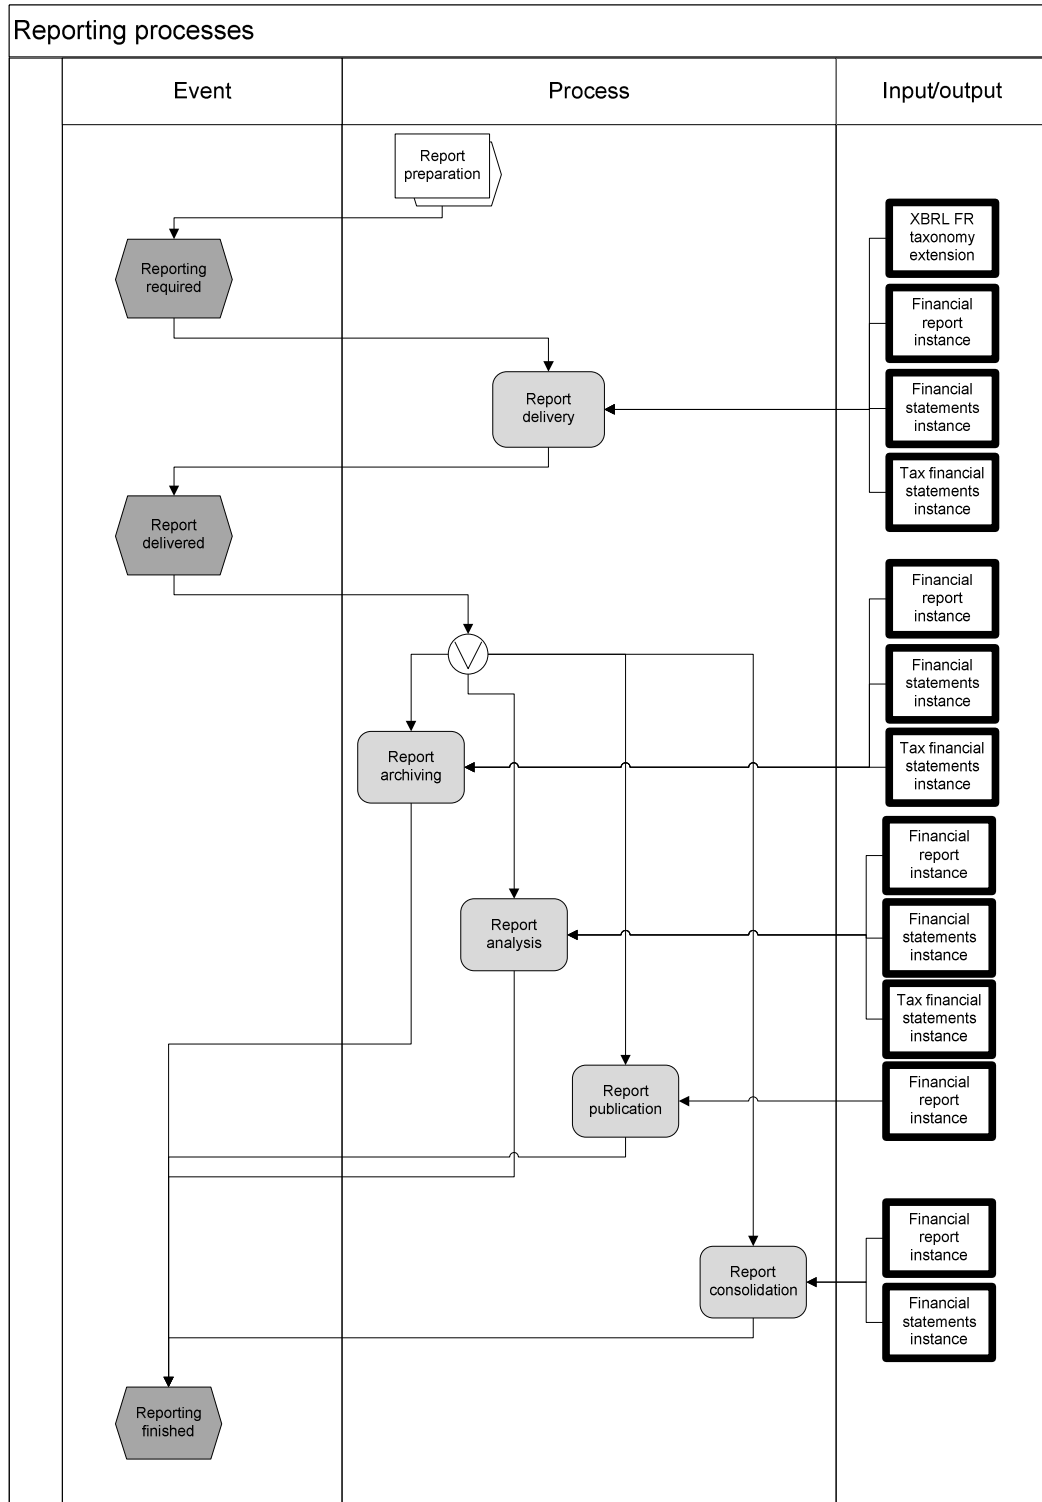 Reporting processes
Event
Process
Input/output
Report
preparation
XBRL FR
taxonomy
extension
Reporting
required
Financial
report
instance
Report
delivery
Financial
statements
instance
Tax financial
statements
instance
Report
delivered
Financial
report
instance
Financial
statements
instance
Report
archiving
Tax financial
statements
instance
Financial
report
instance
Report
analysis
Financial
statements
instance
Tax financial
statements
instance
Report
publication
Financial
report
instance
Financial
report
instance
Report
consolidation
Financial
statements
instance
Reporting
finished